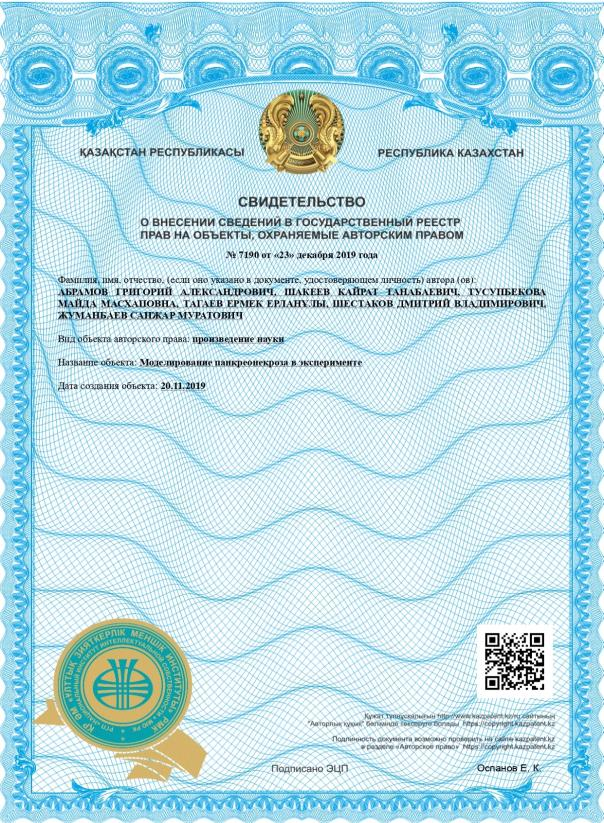 ҚАЗАҚСТАН РЕСПУБЛИКАСЫ
РЕСПУБЛИКА КАЗАХСТАН
СВИДЕТЕЛЬСТВО
О ВНЕСЕНИИ СВЕДЕНИЙ В ГОСУДАРСТВЕННЫЙ РЕЕСТР
ПРАВ НА ОБЪЕКТЫ, ОХРАНЯЕМЫЕ АВТОРСКИМ ПРАВОМ
№ 7190 от «23» декабря 2019 года
Фамилия, имя, отчество, (если оно указано в документе, удостоверяющем личность) автора (ов):
АБРАМОВ ГРИГОРИЙ АЛЕКСАНДРОВИЧ, ШАКЕЕВ КАЙРАТ ТАНАБАЕВИЧ, ТУСУПБЕКОВА
МАЙДА МАСХАПОВНА, ТАГАЕВ ЕРМЕК ЕРЛАНҰЛЫ, ШЕСТАКОВ ДМИТРИЙ ВЛАДИМИРОВИЧ,
ЖУМАНБАЕВ САНЖАР МУРАТОВИЧ
Вид объекта авторского права: произведение науки
Название объекта: Моделирование панкреонекроза в эксперименте
Дата создания объекта: 20.11.2019
Құжат түпнұсқалығын http://www.kazpatent.kz/ru сайтының
"Авторлық құқық" бөлімінде тексеруге болады https://copyright.kazpatent.kz
Подлинность документа возможно проверить на сайте kazpatent.kz
в разделе «Авторское право» https://copyright.kazpatent.kz
Подписано ЭЦП
Оспанов Е. К.